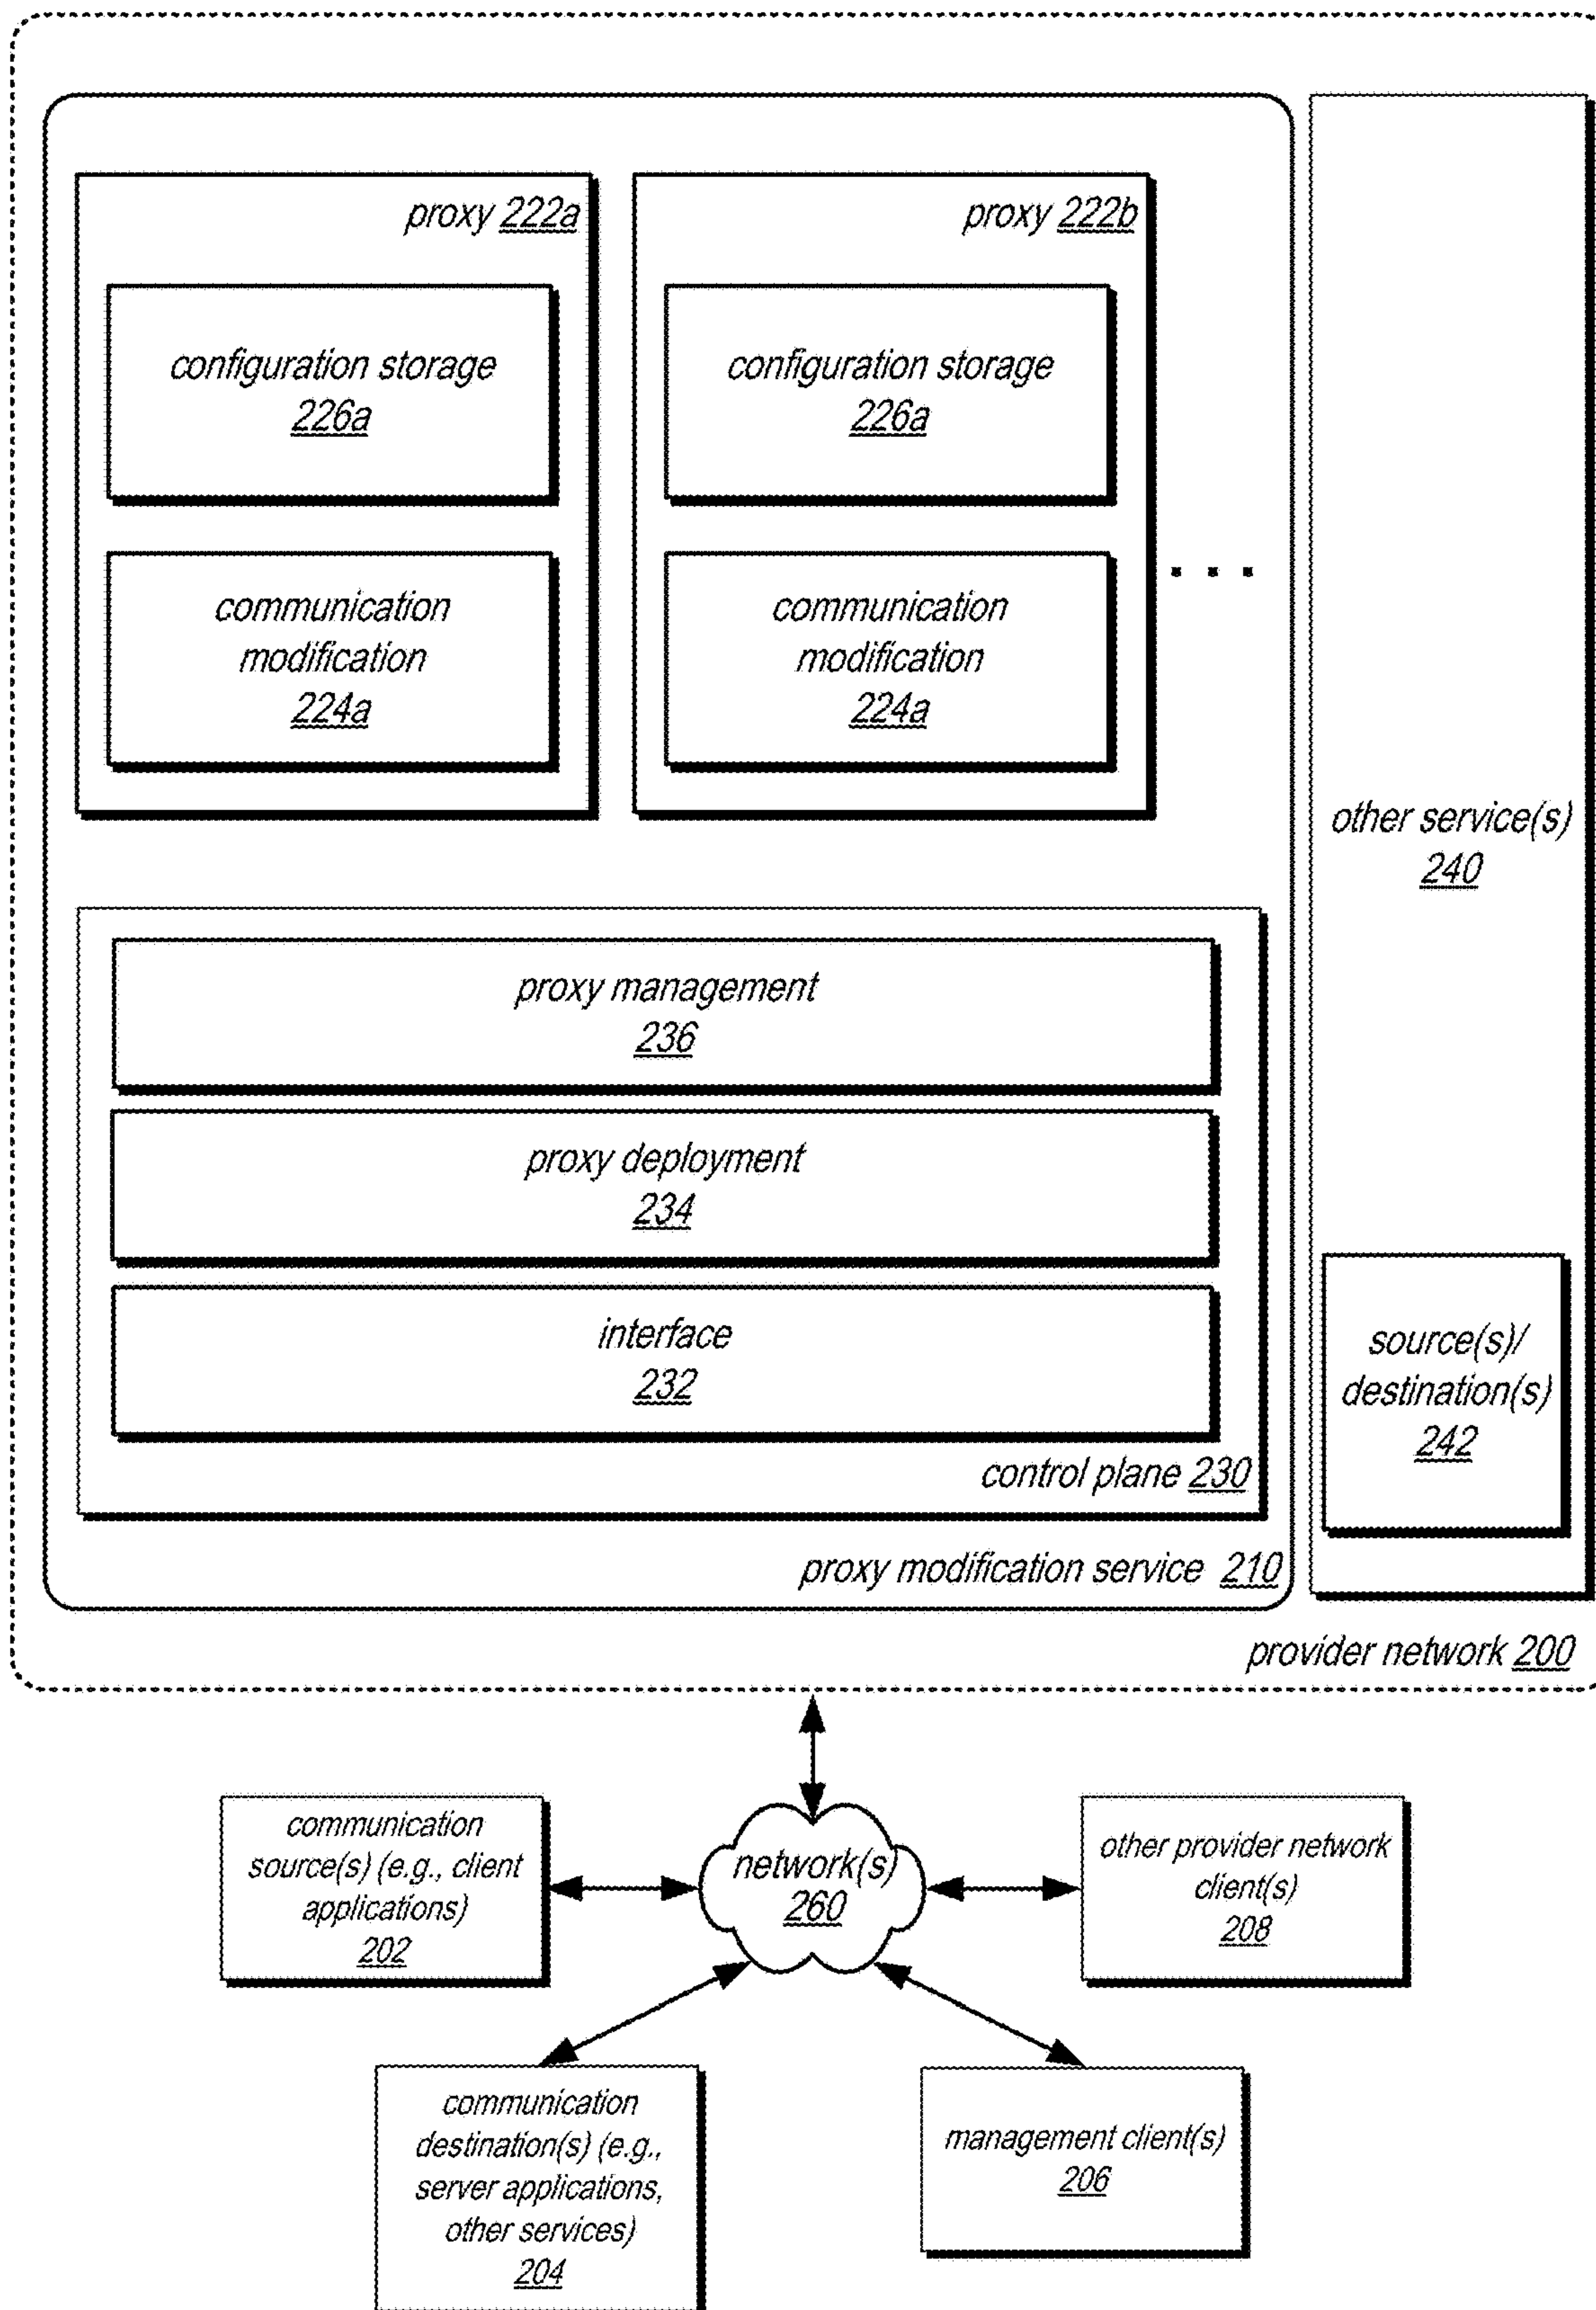 proxy 222a
configuration storage
226a
communication
modification
224a
proxy 222b
configuration storage
226a
communication
modification
224a
. . .
other service(s)
240
proxy management
236
proxy deployment
234
interface
232
control plane 230
source(s)/
destination(s)
242
proxy modification service 210
provider network 200
communication
source(s) (e.g., client
applications)
202
network(s)
260
other provider network
client(s)
208
communication
destination(s) (e.g.,
server applications,
other services)
204
management client(s)
206